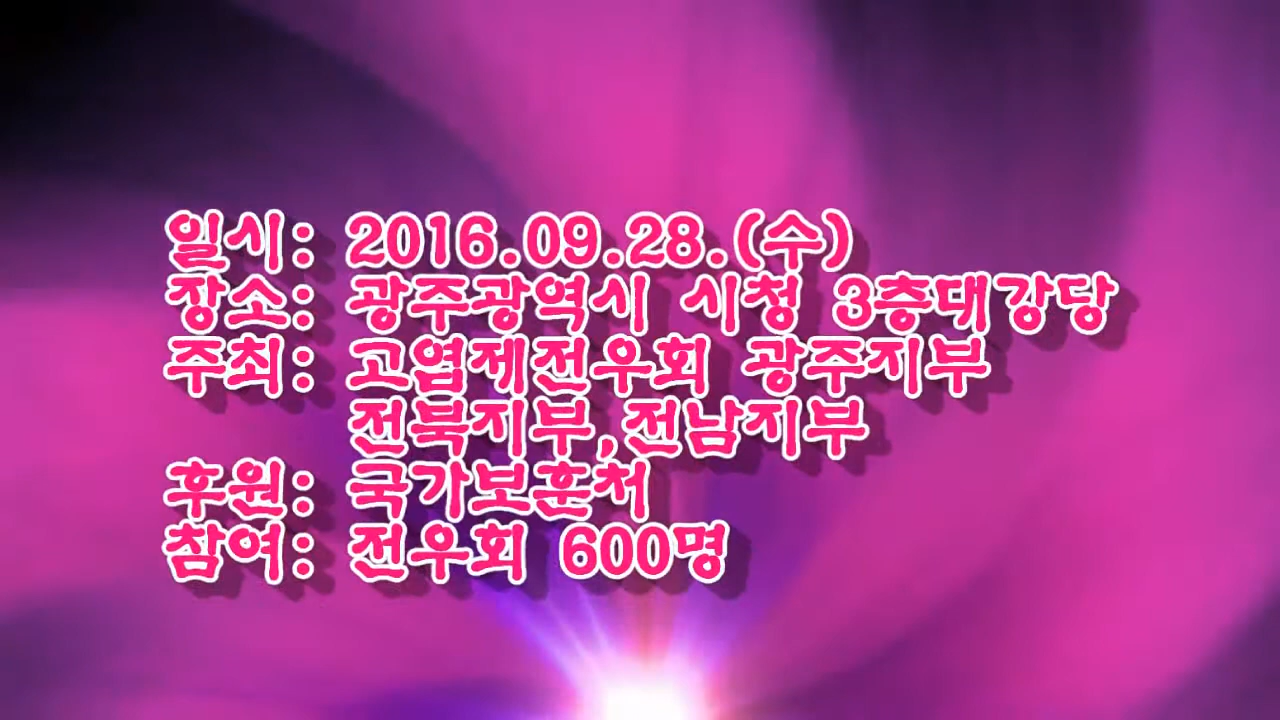 일시: 2016.09.28.(수)
장소: 광주광역시 시청 3층대강당
주최: 고엽제전우회 광주지부
전북지부,전남지부
후원: 국가보훈처
참여: 전우회 600명